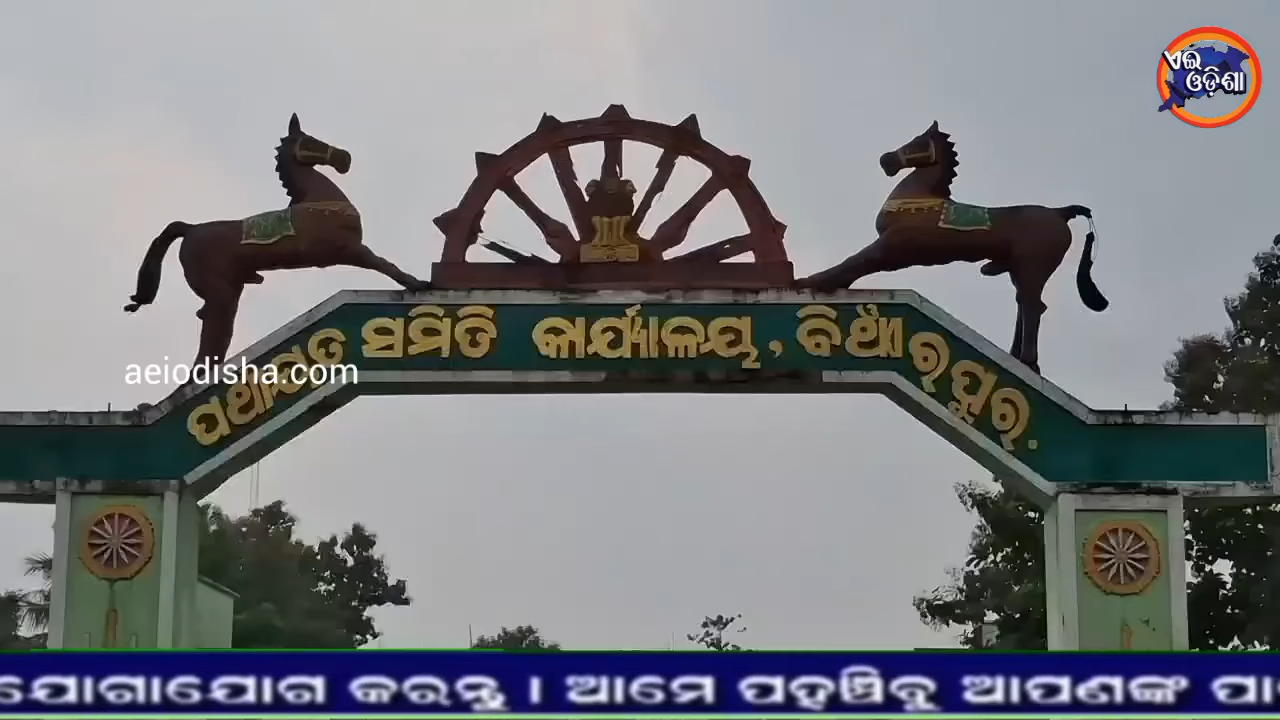 ଏଇ
ଓଡ଼ିଶା
ପଞ୍ଚାୟତ ସମିତି କାର୍ଯ୍ୟାଳୟ, ବିଂଝାରପୁର.
aeiodisha.com
ଯୋଗାଯୋଗ କରନ୍ତୁ । ଆମେ ପହଞ୍ଚିବୁ ଆପଣଙ୍କ ପା